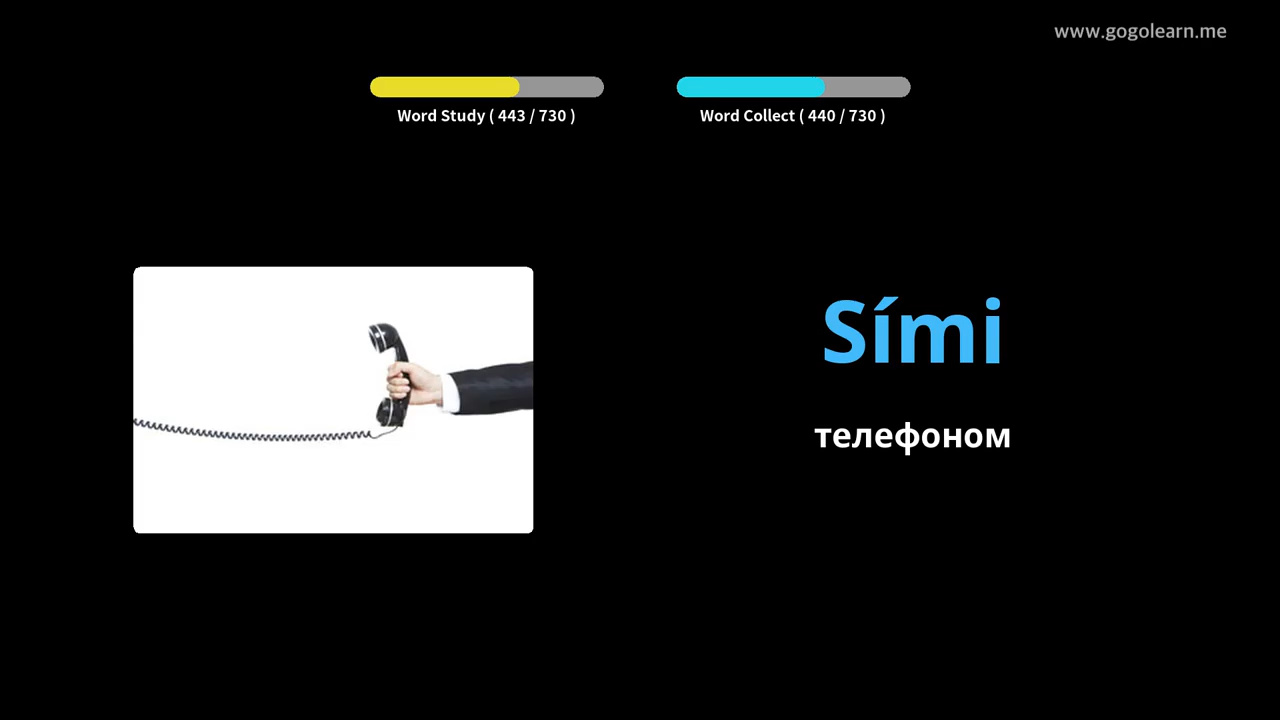 www.gogolearn.me
Word Study ( 443 / 730 )
Word Collect ( 440 / 730 )
Sími
телефоном